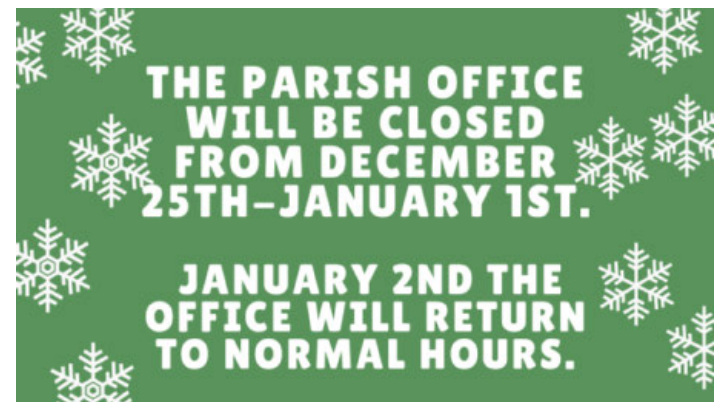 THE PARISH OFFICE
WILL BE CLOSED
FROM DECEMBER
25TH–JANUARY 1ST.
JANUARY 2ND THE
OFFICE WILL RETURN
TO NORMAL HOURS.